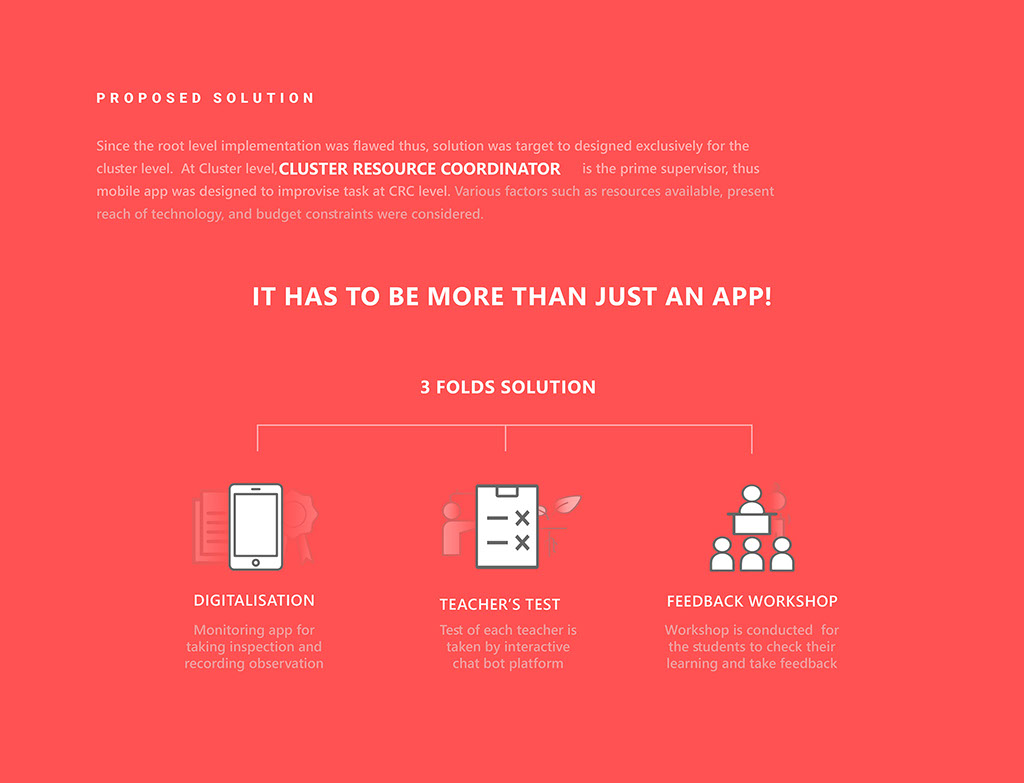 PROPOSED SOLUTION
Since the root level implementation was flawed thus, solution was target to designed exclusively for the
cluster level. At Cluster level, CLUSTER RESOURCE COORDINATOR is the prime supervisor, thus
mobile app was designed to improvise task at CRC level. Various factors such as resources available, present
reach of technology, and budget constraints were considered.
IT HAS TO BE MORE THAN JUST AN APP!
3 FOLDS SOLUTION
DIGITALISATION
Monitoring app for
taking inspection and
recording observation
TEACHER'S TEST
Test of each teacher is
taken by interactive
chat bot platform
FEEDBACK WORKSHOP
Workshop is conducted for
the students to check their
learning and take feedback